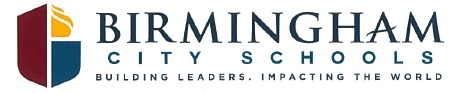 BIRMINGHAM
CITY SCHOOLS
BUILDING LEADERS. IMPACTING THE WORLD